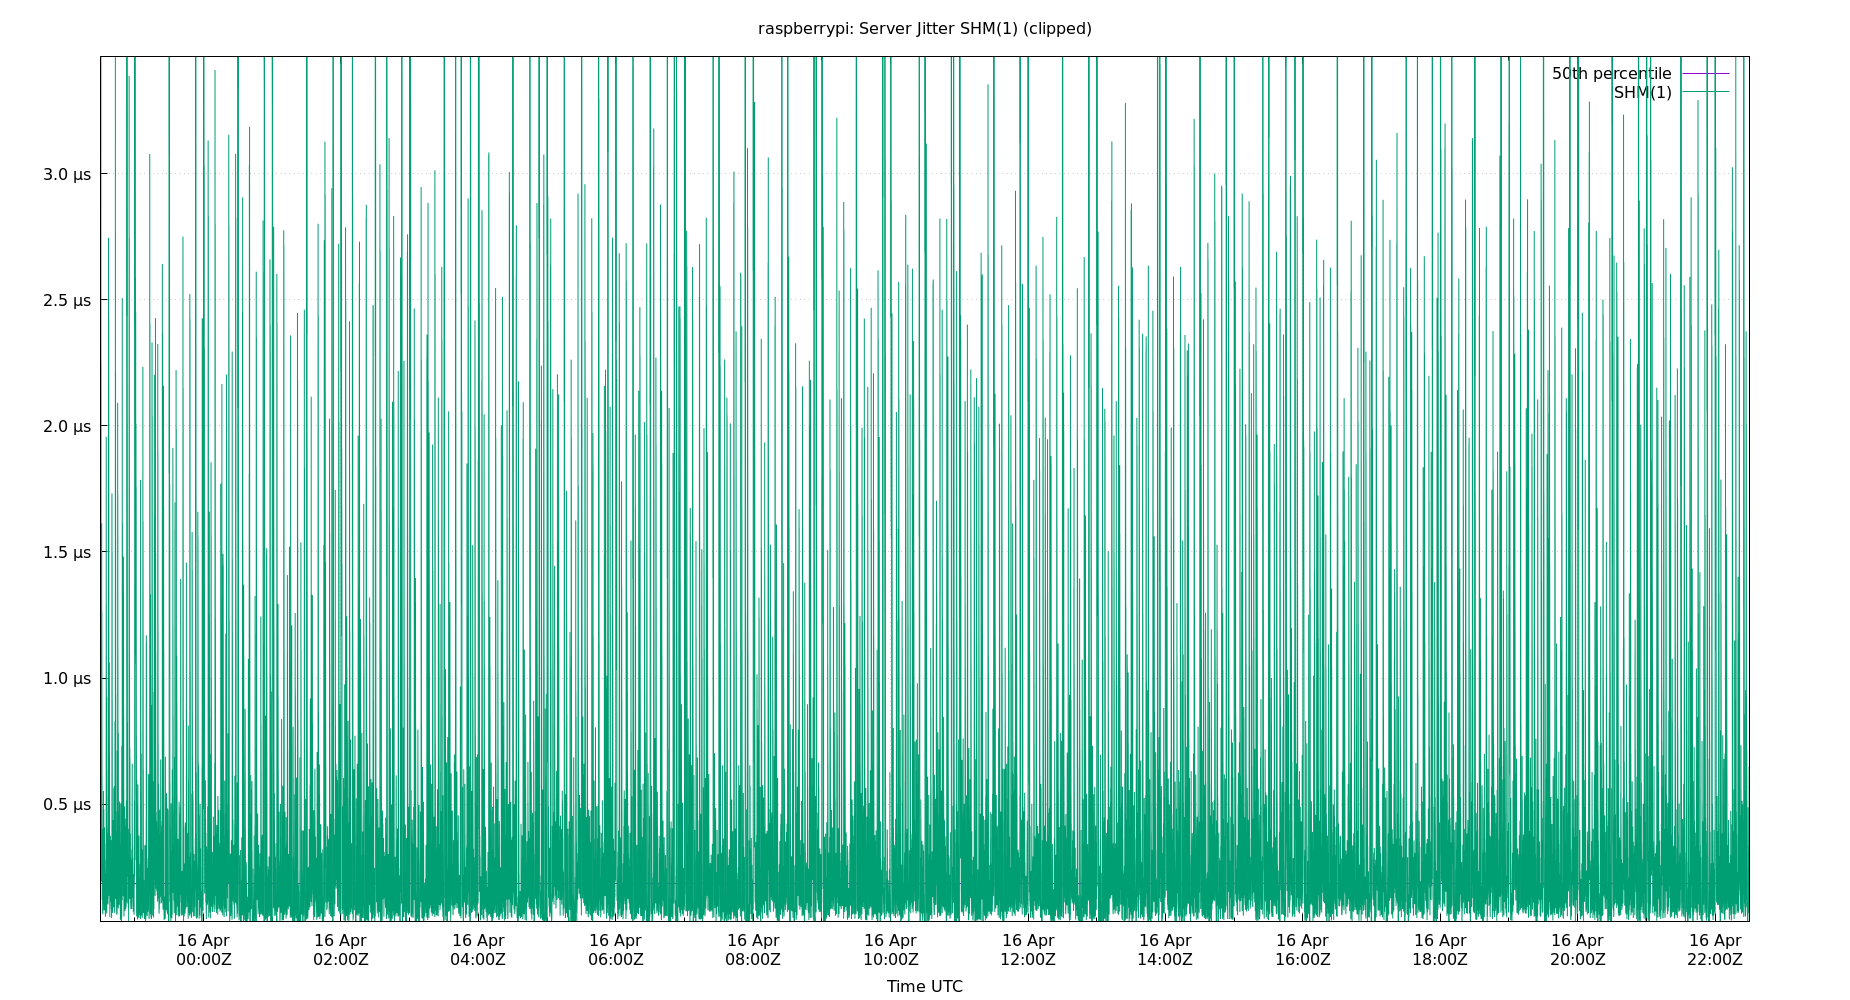 raspberrypi: Server Jitter SHM(1) (clipped)
50th percentile
SHM(1)
3.0 µs
2.5 µs
2.0 µs
1.5 µs
1.0 µs
0.5 µs
16 Apr 16 Apr 16 Apr 16 Apr 16 Apr 16 Apr 16 Apr 16 Apr 16 Apr 16 Apr 16 Apr 16 Apr
00:00Z 02:00Z 04:00Z 06:00Z 08:00Z 10:00Z 12:00Z 14:00Z 16:00Z 18:00Z 20:00Z 22:00Z
Time UTC